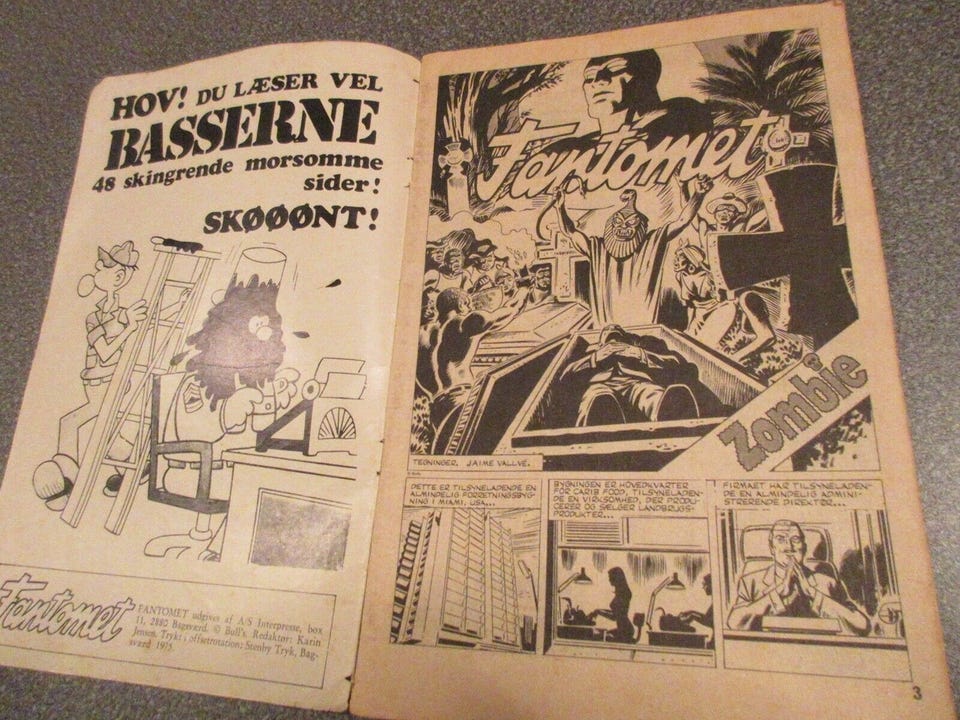 HOV! DU LÆSER VEL
BASSERNE
48 skingrende morsomme
sider!
SKØØØNT!
Fantomet
FANTOMET udgives af A/S Interpresse, box
11, 2880 Bagsværd. © Bull's. Redaktør: Karin
Jensen. Trykt i offsetrotation: Stenby Tryk, Bag-
sværd 1975.
Fantomet
Zombie
TEGNINGER: JAIME VALLVÉ.
DETTE ER TILSYNELADENDE EN
ALMINDELIG FORRETNINGSBYG-
NING I MIAMI, USA...
BYGNINGEN ER HOVEDKVARTER
FOR CARIB FOOD, TILSYNELADEN-
DE EN VIRKSOMHED, DER PRODU-
CERER OG SÆLGER LANDBRUGS-
PRODUKTER...
FIRMAET HAR TILSYNELADEN-
DE EN ALMINDELIG ADMINI-
STRERENDE DIREKTØR...
3